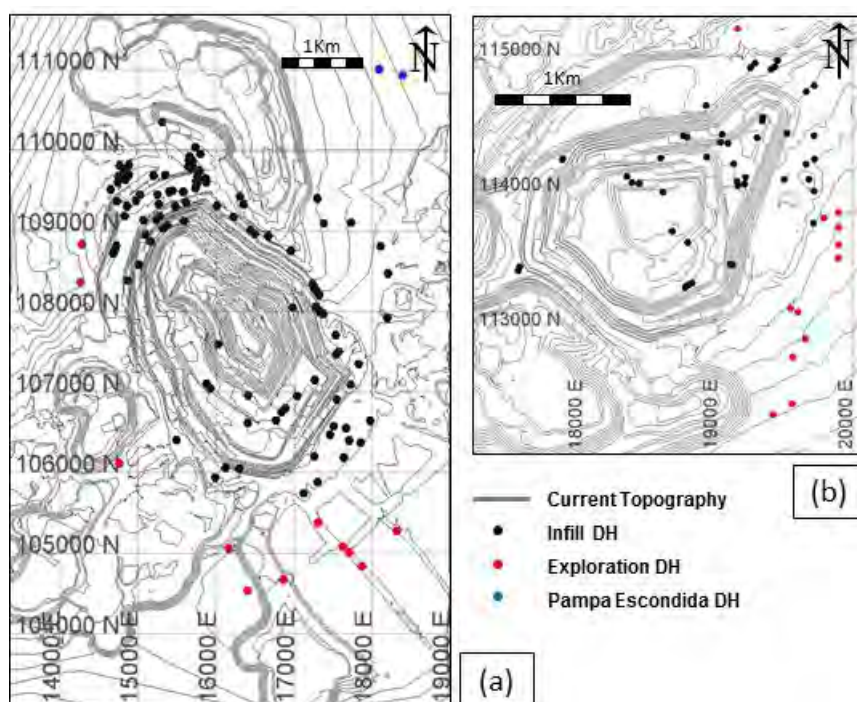 1Km
N
111000 N
110000 N
109000 N
108000 N
107000 N
106000 N
105000 N
104000 N
14000 E
15000 E
16000 E
17000 E
18000 E
19000 E
(a)
1Km
N
115000 N
114000 N
113000 N
18000 E
19000 E
20000 E
(b)
Current Topography
Infill DH
Exploration DH
Pampa Escondida DH